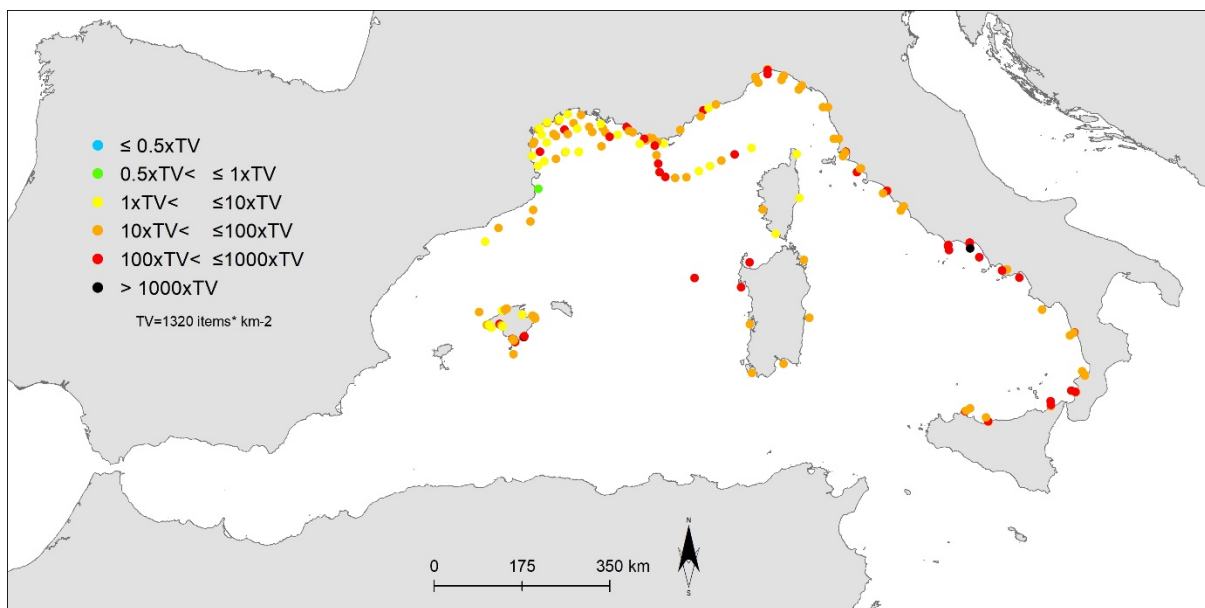 ≤ 0.5xTV
0.5xTV< ≤ 1xTV
1xTV< ≤10xTV
10xTV< ≤100xTV
100xTV< ≤1000xTV
> 1000xTV
TV=1320 items* km-2
N
S
0 175 350 km